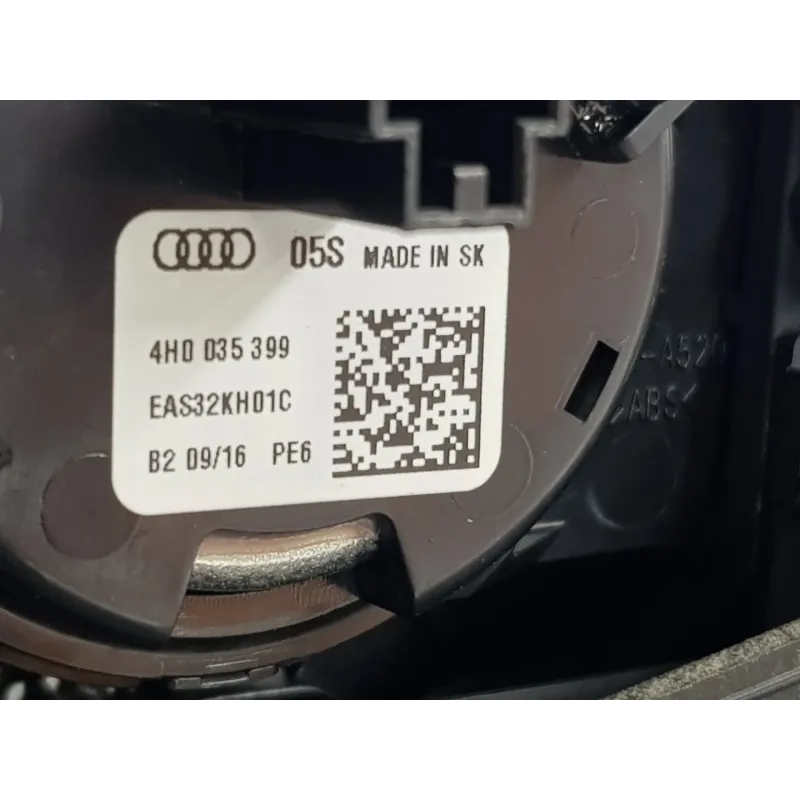 05S MADE IN SK
4H0 035 399
EAS32KH01C
B2 09/16 PE6
>ABS<